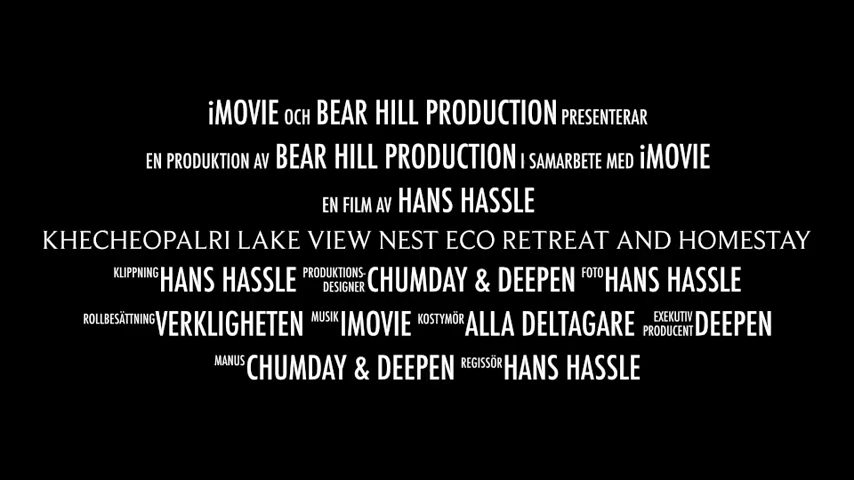 iMOVIE OCH BEAR HILL PRODUCTION PRESENTERAR
EN PRODUKTION AV BEAR HILL PRODUCTION I SAMARBETE MED iMOVIE
EN FILM AV HANS HASSLE
KHECHEOPALRI LAKE VIEW NEST ECO RETREAT AND HOMESTAY
KLIPPNING HANS HASSLE PRODUKTIONS-DESIGNER CHUMDAY & DEEPEN FOTO HANS HASSLE
ROLLBESÄTTNING VERKLIGHETEN MUSIK IMOVIE KOSTYMÖR ALLA DELTAGARE EXEKUTIV PRODUCENT DEEPEN
MANUS CHUMDAY & DEEPEN REGISSÖR HANS HASSLE